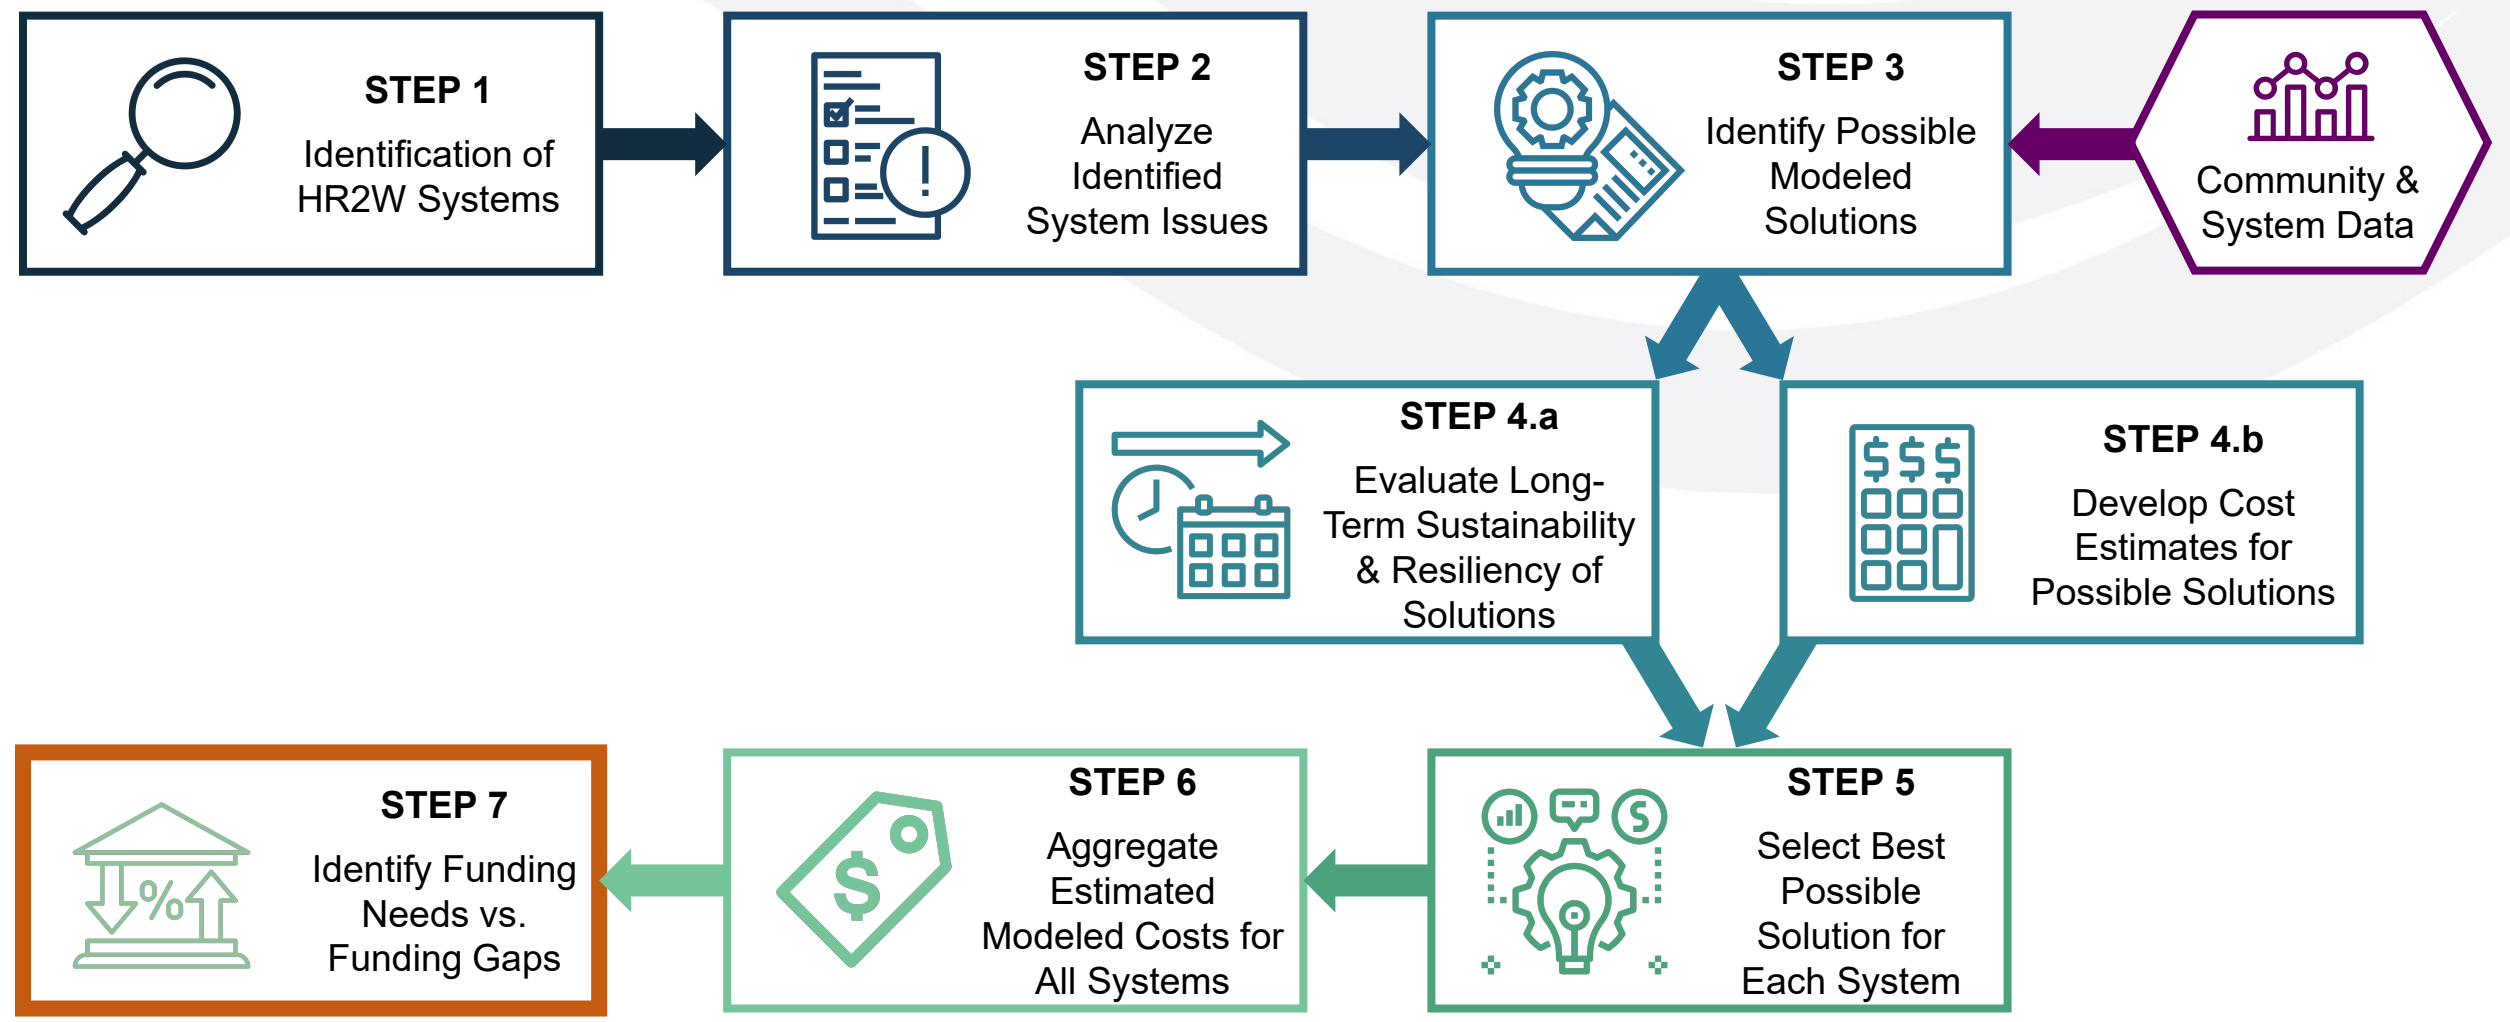 STEP 1
Identification of
HR2W Systems
STEP 2
Analyze
Identified
System Issues
STEP 3
Identify Possible
Modeled
Solutions
Community &
System Data
STEP 4.a
Evaluate Long-
Term Sustainability
& Resiliency of
Solutions
STEP 4.b
Develop Cost
Estimates for
Possible Solutions
$ $ $
STEP 5
Select Best
Possible
Solution for
Each System
$
STEP 6
Aggregate
Estimated
Modeled Costs for
All Systems
$
STEP 7
Identify Funding
Needs vs.
Funding Gaps
%